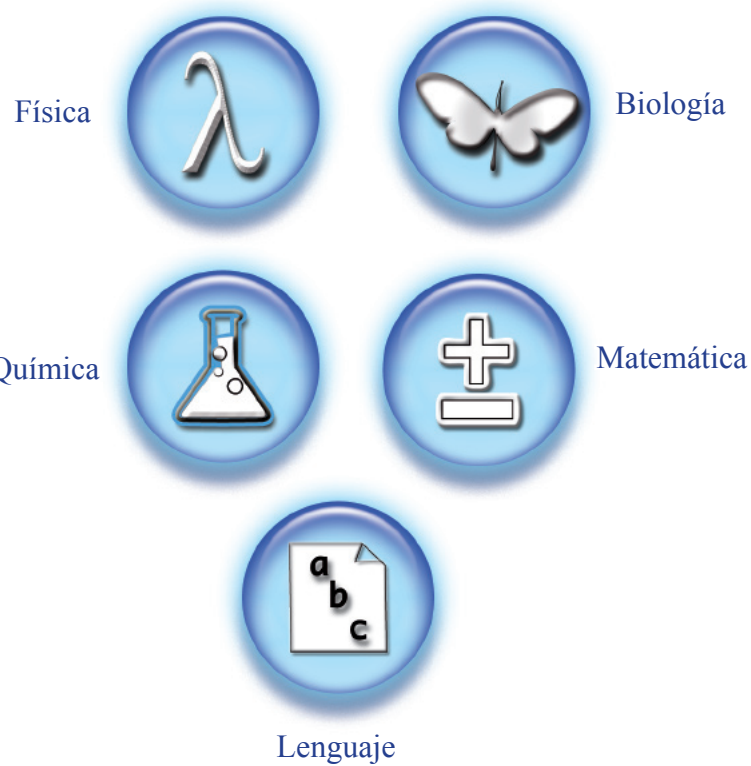 Física
λ
Biología
Química
Matemática
±
a
b
c
Lenguaje